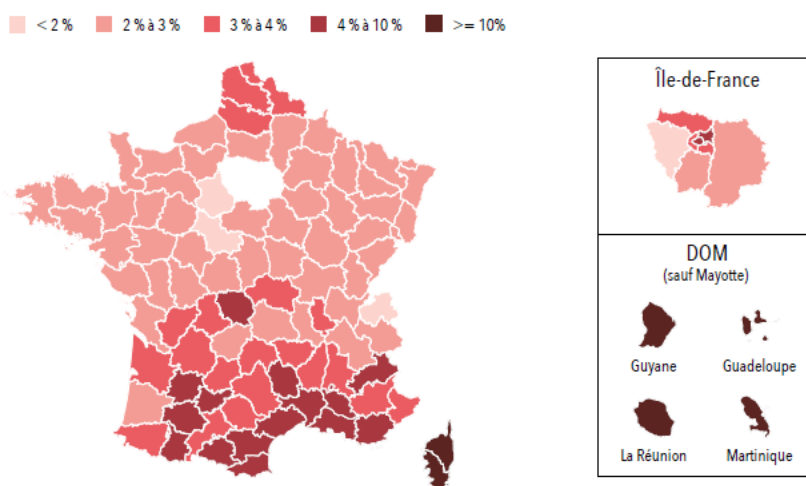 < 2 %
2 % à 3 %
3 % à 4 %
4 % à 10 %
>= 10%
Île-de-France
DOM
(sauf Mayotte)
Guyane
Guadeloupe
La Réunion
Martinique